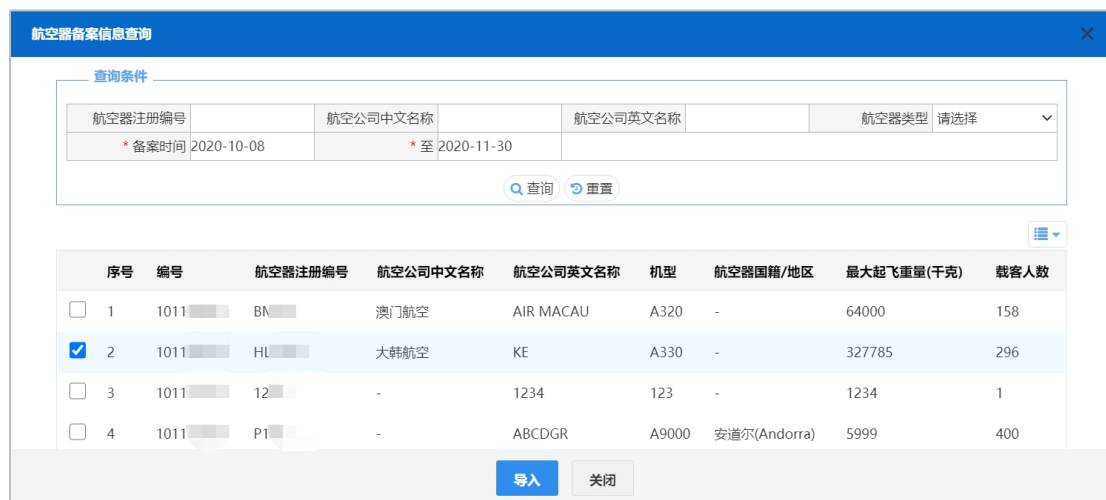 航空器备案信息查询
查询条件
航空器注册编号 航空公司中文名称 航空公司英文名称 航空器类型 请选择
* 备案时间 2020-10-08 * 至 2020-11-30
查询 重置
序号 编号 航空器注册编号 航空公司中文名称 航空公司英文名称 机型 航空器国籍/地区 最大起飞重量(千克) 载客人数
1 1011 澳门航空 AIR MACAU A320 - 64000 158
2 1011 HL 大韩航空 KE A330 - 327785 296
3 1011 12 - 1234 123 - 1234 1
4 1011 P1 - ABCDGR A9000 安道尔(Andorra) 5999 400
导入 关闭